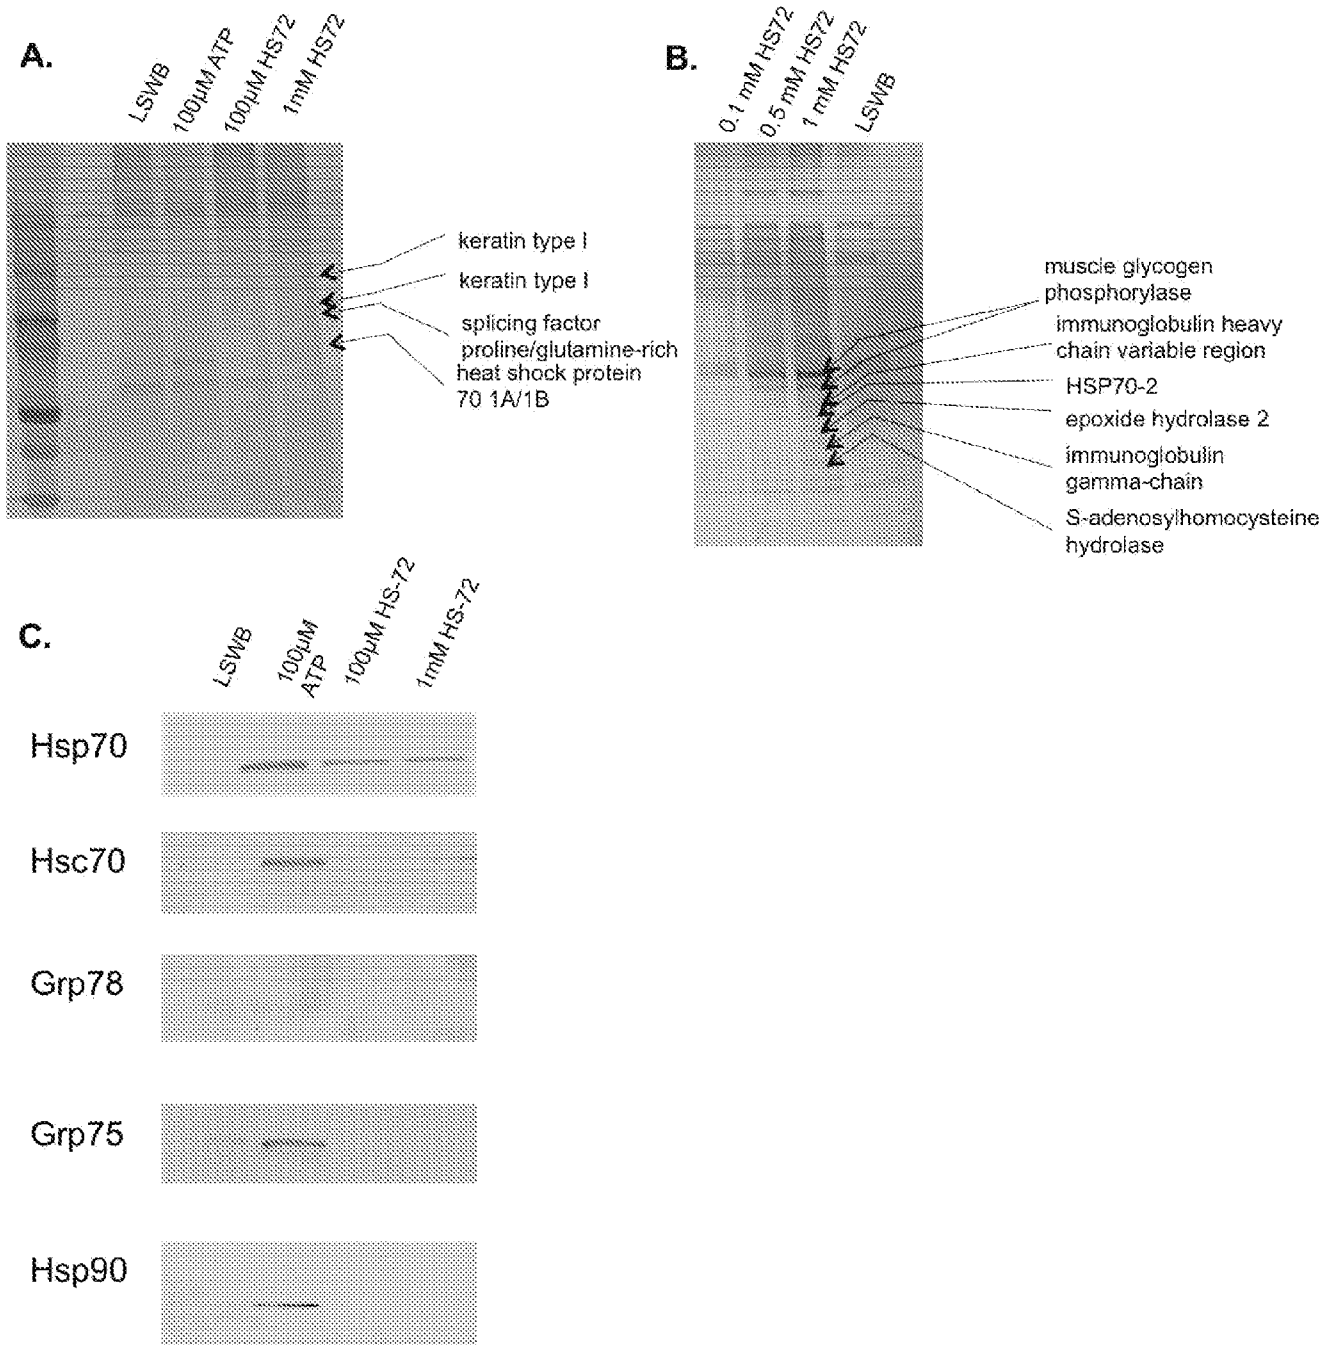 A.
LSWB
100µM ATP
100µM HS72
1mM HS72
keratin type I
keratin type I
splicing factor
proline/glutamine-rich
heat shock protein
70 1A/1B
B.
0.1 mM HS72
0.5 mM HS72
1 mM HS72
LSWB
muscle glycogen
phosphorylase
immunoglobulin heavy
chain variable region
HSP70-2
epoxide hydrolase 2
immunoglobulin
gamma-chain
S-adenosylhomocysteine
hydrolase
C.
LSWB
100µM
ATP
100µM HS-72
1mM HS-72
Hsp70
Hsc70
Grp78
Grp75
Hsp90